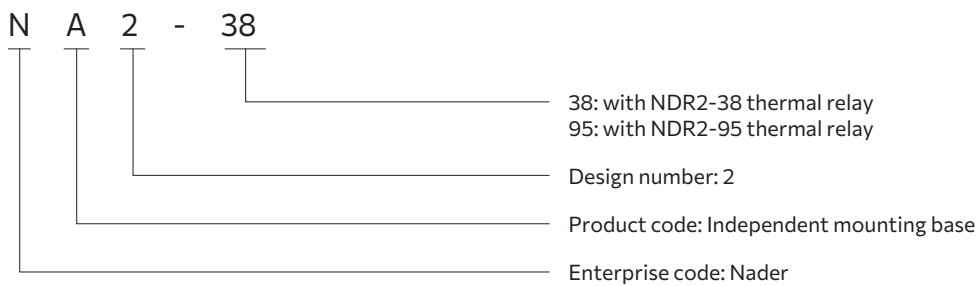 N A 2 - 38
38: with NDR2-38 thermal relay
95: with NDR2-95 thermal relay
Design number: 2
Product code: Independent mounting base
Enterprise code: Nader